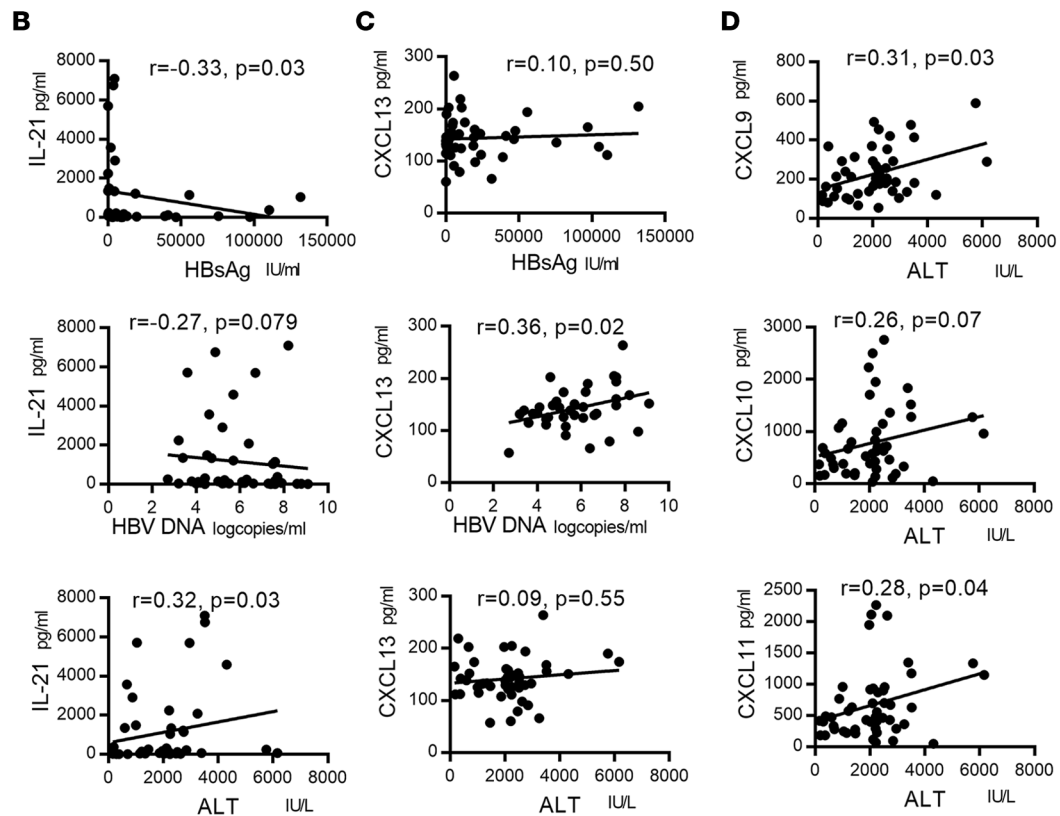 B
C
D
r=-0.33, p=0.03
IL-21 pg/ml
8000
6000
4000
2000
0
0 50000 100000 150000
HBsAg IU/ml
r=0.10, p=0.50
CXCL13 pg/ml
300
200
100
0
0 50000 100000 150000
HBsAg IU/ml
r=0.31, p=0.03
CXCL9 pg/ml
800
600
400
200
0
0 2000 4000 6000 8000
ALT IU/L
r=-0.27, p=0.079
IL-21 pg/ml
8000
6000
4000
2000
0
0 2 4 6 8 10
HBV DNA logcopies/ml
r=0.36, p=0.02
CXCL13 pg/ml
300
200
100
0
0 2 4 6 8 10
HBV DNA logcopies/ml
r=0.26, p=0.07
CXCL10 pg/ml
3000
2000
1000
0
0 2000 4000 6000 8000
ALT IU/L
r=0.32, p=0.03
IL-21 pg/ml
8000
6000
4000
2000
0
0 2000 4000 6000 8000
ALT IU/L
r=0.09, p=0.55
CXCL13 pg/ml
300
200
100
0
0 2000 4000 6000 8000
ALT IU/L
r=0.28, p=0.04
CXCL11 pg/ml
2500
2000
1500
1000
500
0
0 2000 4000 6000 8000
ALT IU/L